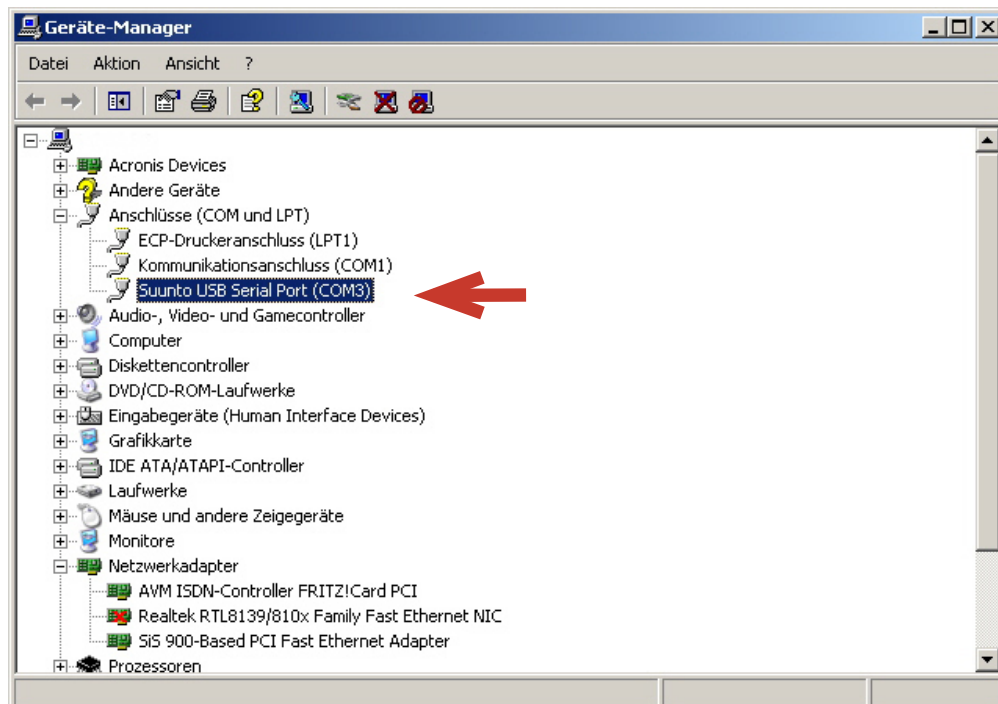 Geräte-Manager
Datei Aktion Ansicht ?
Acronis Devices
Andere Geräte
Anschlüsse (COM und LPT)
ECP-Druckeranschluss (LPT1)
Kommunikationsanschluss (COM1)
Suunto USB Serial Port (COM3)
Audio-, Video- und Gamecontroller
Computer
Diskettencontroller
DVD/CD-ROM-Laufwerke
Eingabegeräte (Human Interface Devices)
Grafikkarte
IDE ATA/ATAPI-Controller
Laufwerke
Mäuse und andere Zeigegeräte
Monitore
Netzwerkadapter
AVM ISDN-Controller FRITZ!Card PCI
Realtek RTL8139/810x Family Fast Ethernet NIC
SiS 900-Based PCI Fast Ethernet Adapter
Prozessoren